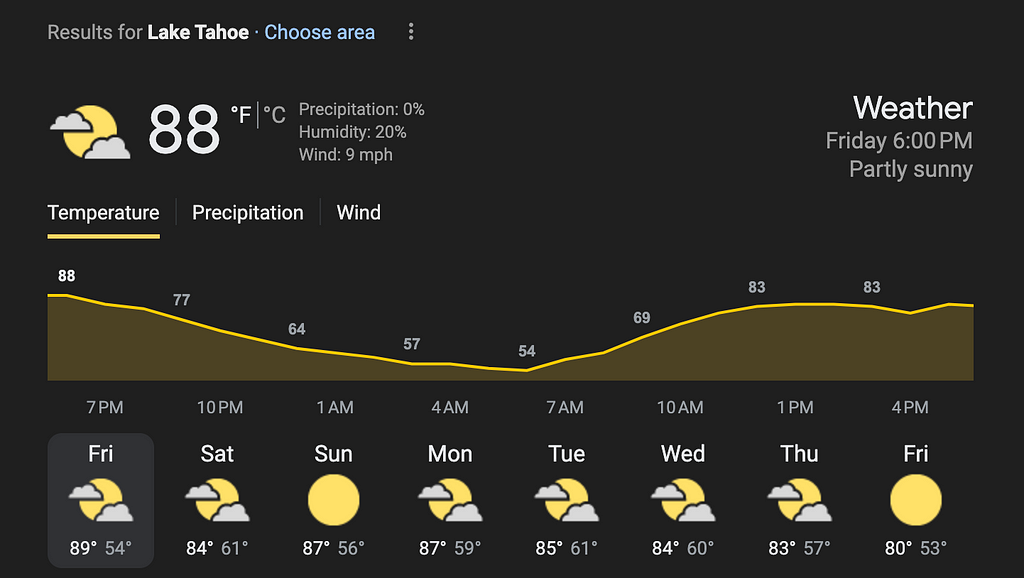 Results for Lake Tahoe · Choose area
88 °F | °C
Precipitation: 0%
Humidity: 20%
Wind: 9 mph
Weather
Friday 6:00 PM
Partly sunny
Temperature | Precipitation | Wind
88 77 64 57 54 69 83 83
7 PM 10 PM 1 AM 4 AM 7 AM 10 AM 1 PM 4 PM
Fri Sat Sun Mon Tue Wed Thu Fri
89° 54° 84° 61° 87° 56° 87° 59° 85° 61° 84° 60° 83° 57° 80° 53°